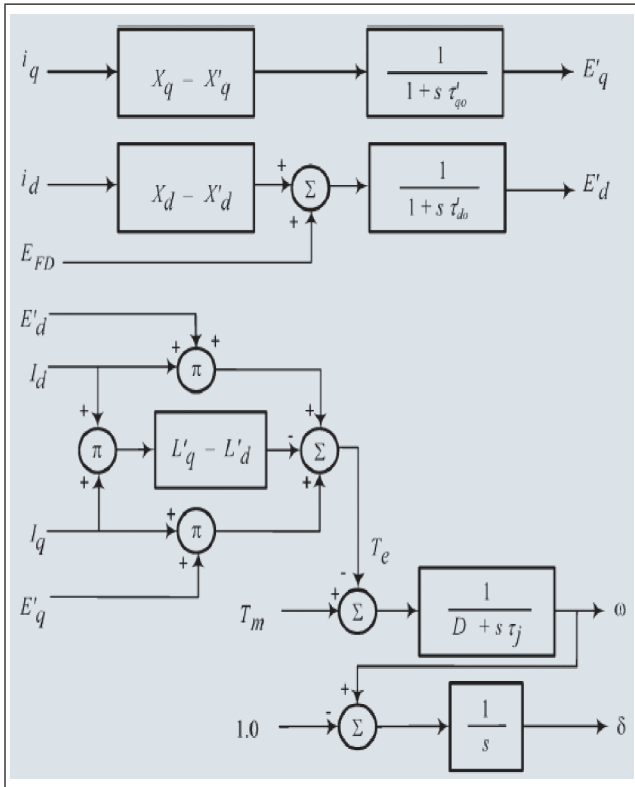 i_q
X_q – X'_q
1
1 + s τ'_qo
E'_q
i_d
X_d – X'_d
+
Σ
+
1
1 + s τ'_do
E'_d
E_FD
E'_d
+
+
π
I_d
+
π
+
L'_q – L'_d
+
-
Σ
+
I_q
+
π
+
E'_q
T_e
-
T_m
+
Σ
1
D + s τ_j
ω
+
1.0
-
Σ
1
s
δ